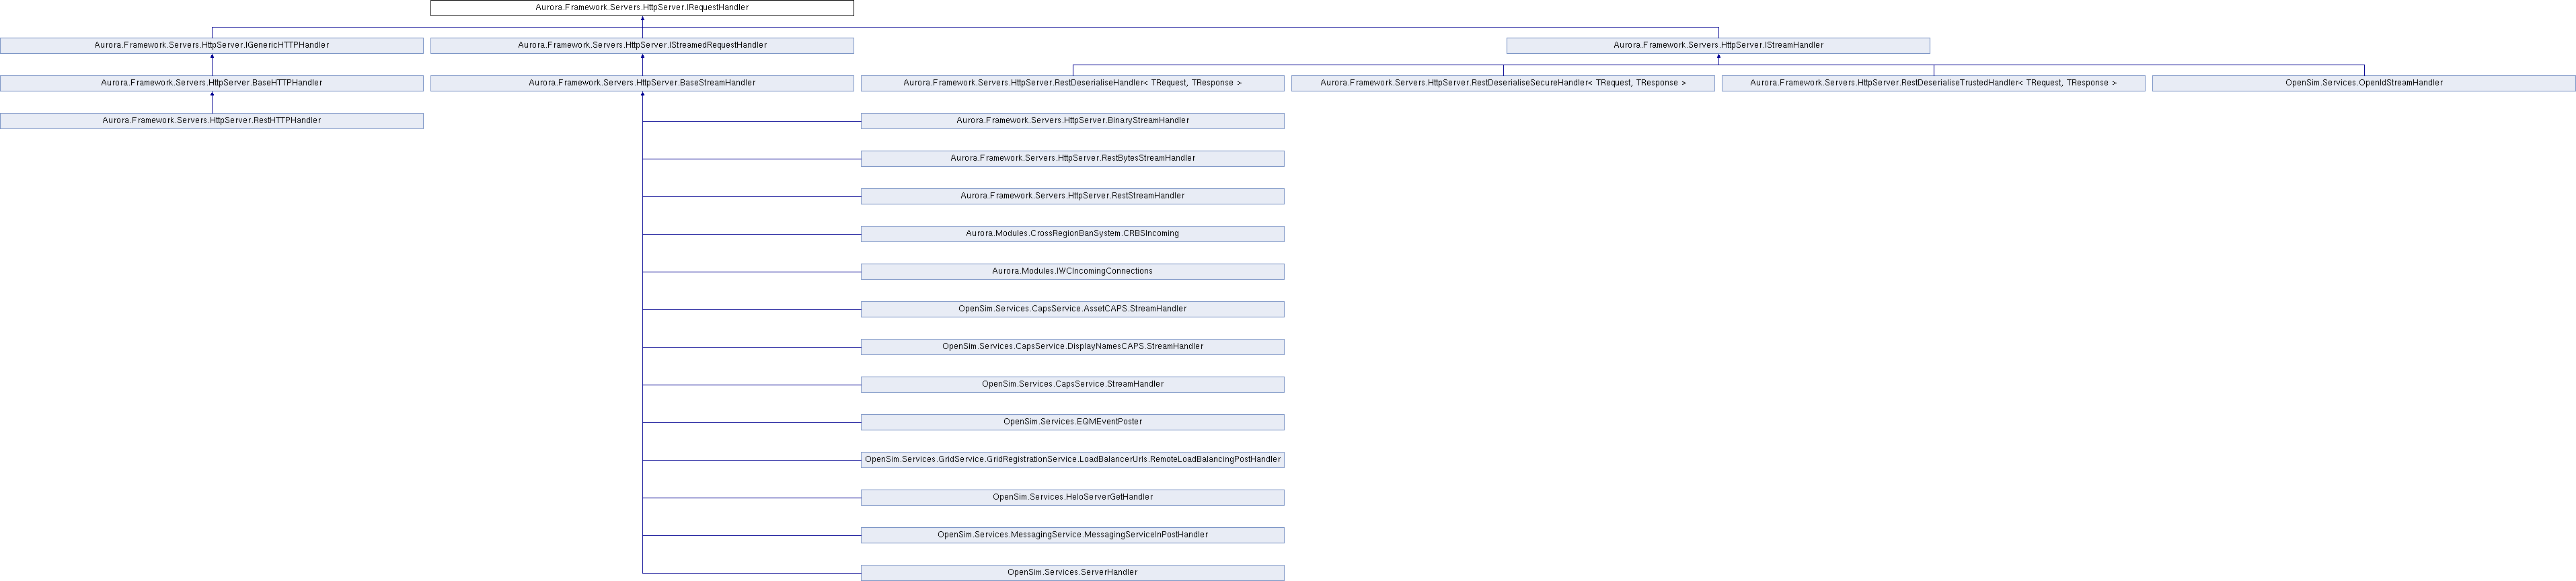 Aurora.Framework.Servers.HttpServer.IRequestHandler
Aurora.Framework.Servers.HttpServer.IGenericHTTPHandler
Aurora.Framework.Servers.HttpServer.IStreamedRequestHandler
Aurora.Framework.Servers.HttpServer.IStreamHandler
Aurora.Framework.Servers.HttpServer.BaseHTTPHandler
Aurora.Framework.Servers.HttpServer.BaseStreamHandler
Aurora.Framework.Servers.HttpServer.RestDeserialiseHandler< TRequest, TResponse >
Aurora.Framework.Servers.HttpServer.RestDeserialiseSecureHandler< TRequest, TResponse >
Aurora.Framework.Servers.HttpServer.RestDeserialiseTrustedHandler< TRequest, TResponse >
OpenSim.Services.OpenIdStreamHandler
Aurora.Framework.Servers.HttpServer.RestHTTPHandler
Aurora.Framework.Servers.HttpServer.BinaryStreamHandler
Aurora.Framework.Servers.HttpServer.RestBytesStreamHandler
Aurora.Framework.Servers.HttpServer.RestStreamHandler
Aurora.Modules.CrossRegionBanSystem.CRBSIncoming
Aurora.Modules.IWCIncomingConnections
OpenSim.Services.CapsService.AssetCAPS.StreamHandler
OpenSim.Services.CapsService.DisplayNamesCAPS.StreamHandler
OpenSim.Services.CapsService.StreamHandler
OpenSim.Services.EQMEventPoster
OpenSim.Services.GridService.GridRegistrationService.LoadBalancerUrls.RemoteLoadBalancingPostHandler
OpenSim.Services.HeloServerGetHandler
OpenSim.Services.MessagingService.MessagingServiceInPostHandler
OpenSim.Services.ServerHandler